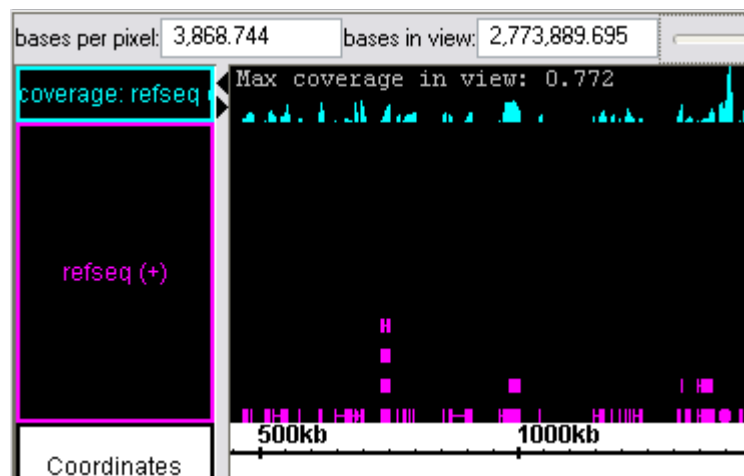 bases per pixel: 3,868.744 bases in view: 2,773,889.695
coverage: refseq
Max coverage in view: 0.772
refseq (+)
500kb 1000kb
Coordinates